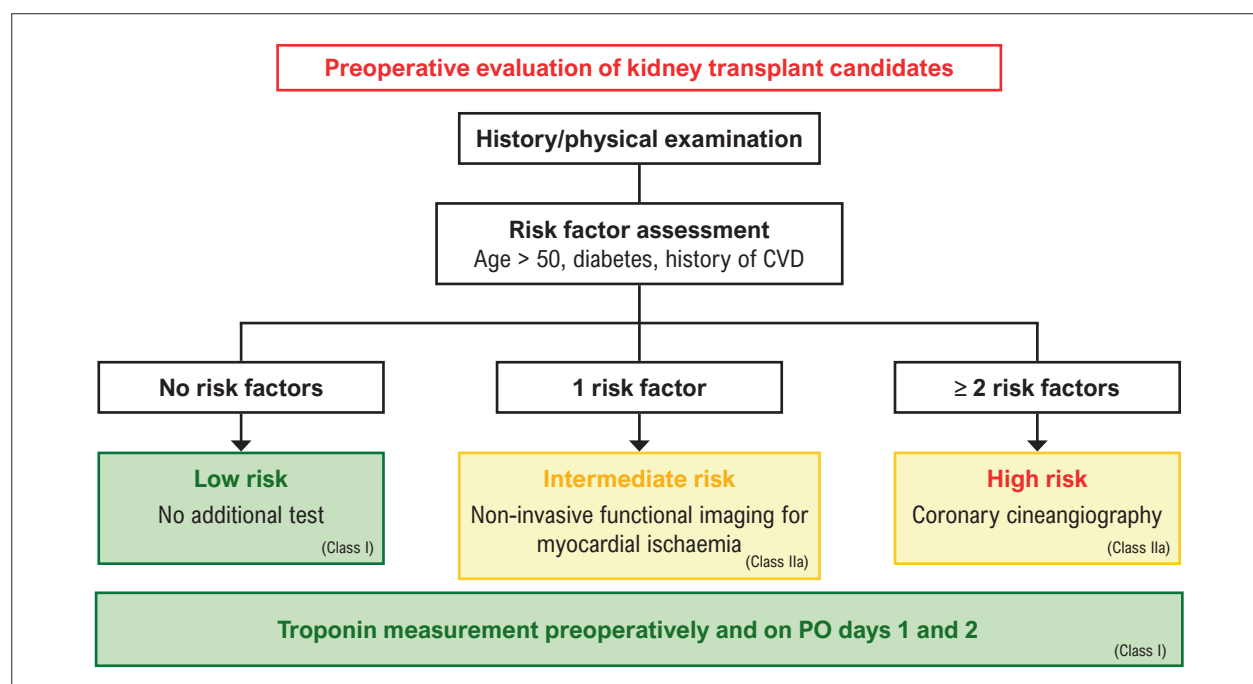 Preoperative evaluation of kidney transplant candidates
History/physical examination
Risk factor assessment
Age > 50, diabetes, history of CVD
No risk factors
1 risk factor
≥ 2 risk factors
Low risk
No additional test
(Class I)
Intermediate risk
Non-invasive functional imaging for
myocardial ischaemia
(Class IIa)
High risk
Coronary cineangiography
(Class IIa)
Troponin measurement preoperatively and on PO days 1 and 2
(Class I)